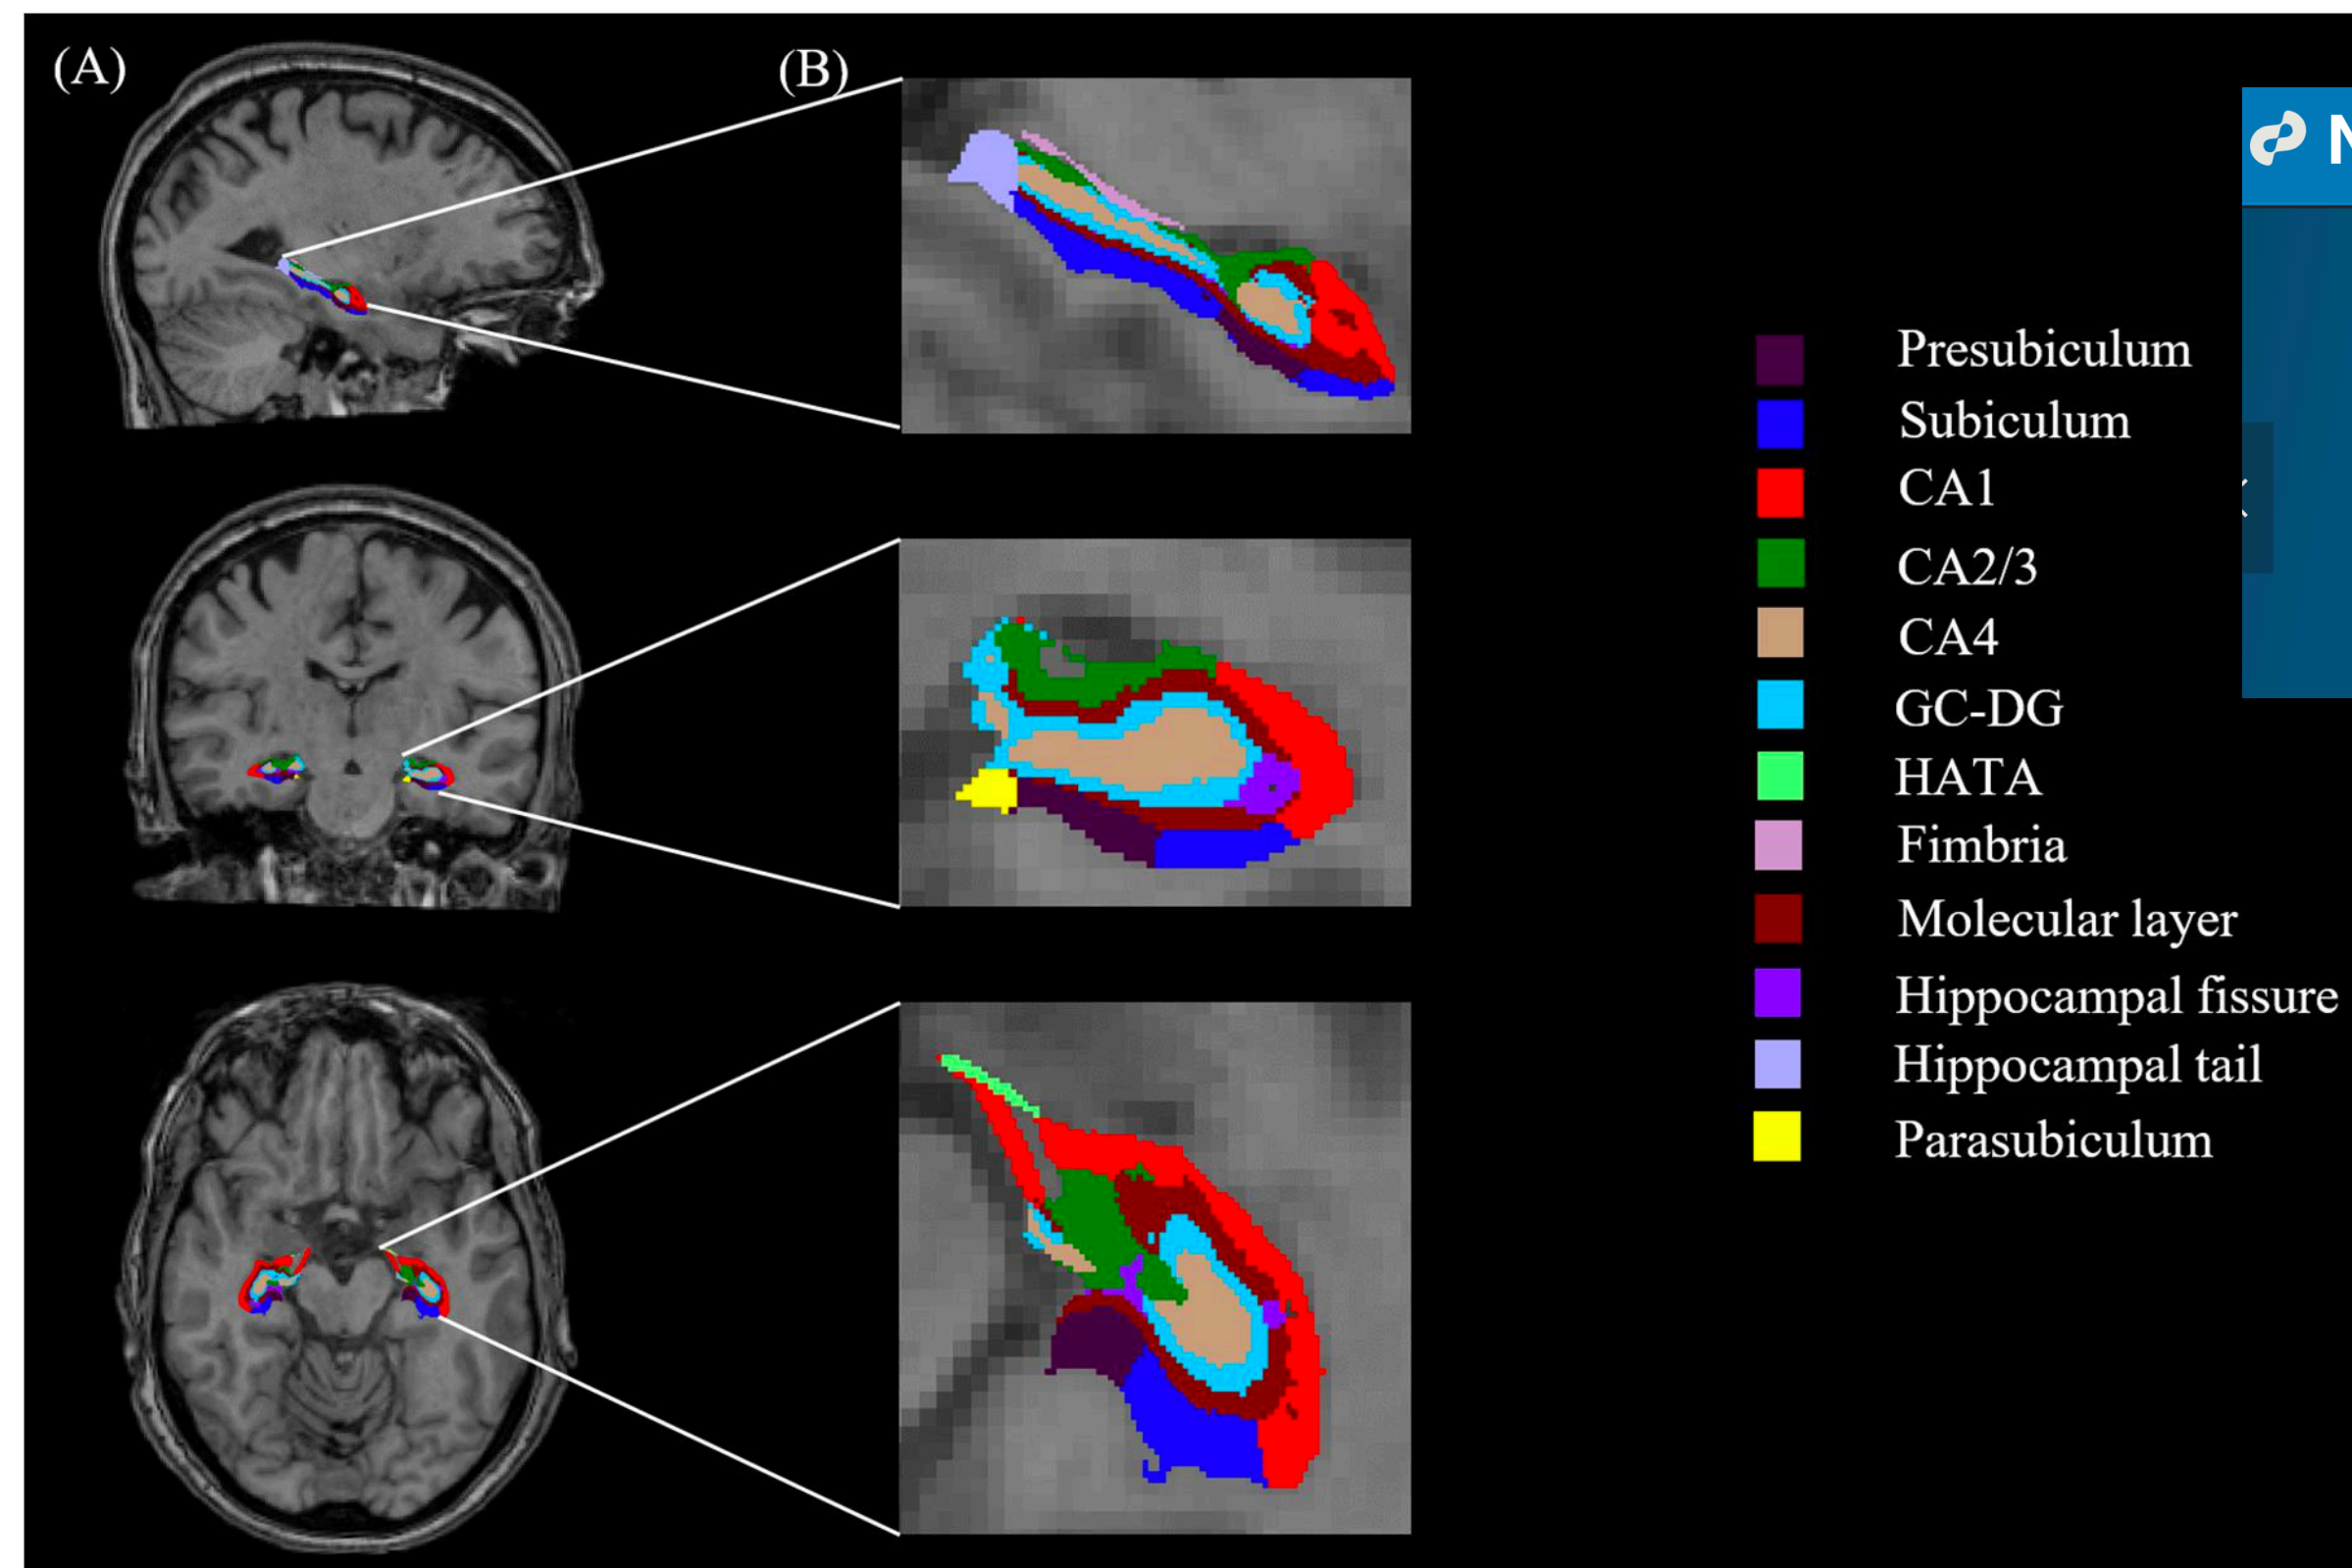 (A)
(B)
Presubiculum
Subiculum
CA1
CA2/3
CA4
GC-DG
HATA
Fimbria
Molecular layer
Hippocampal fissure
Hippocampal tail
Parasubiculum